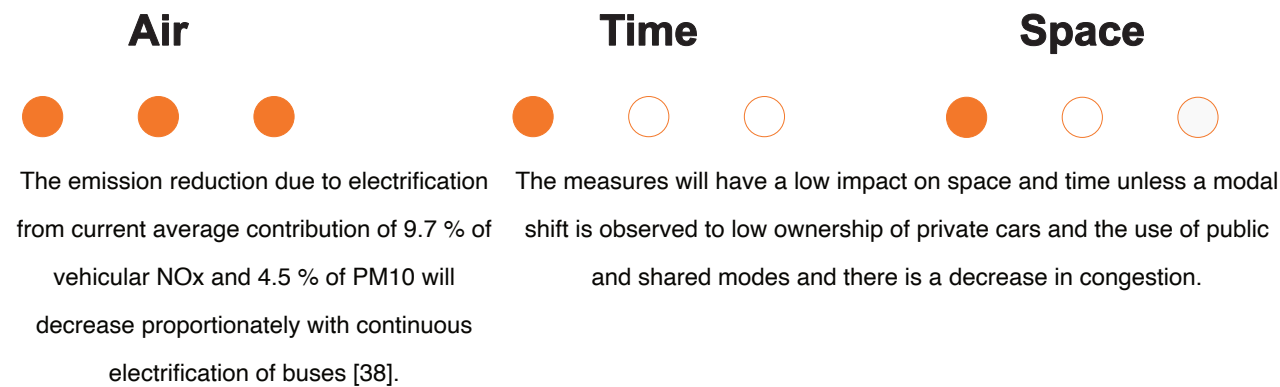 Air
The emission reduction due to electrification
from current average contribution of 9.7 % of
vehicular NOx and 4.5 % of PM10 will
decrease proportionately with continuous
electrification of buses [38].
Time
Space
The measures will have a low impact on space and time unless a modal
shift is observed to low ownership of private cars and the use of public
and shared modes and there is a decrease in congestion.